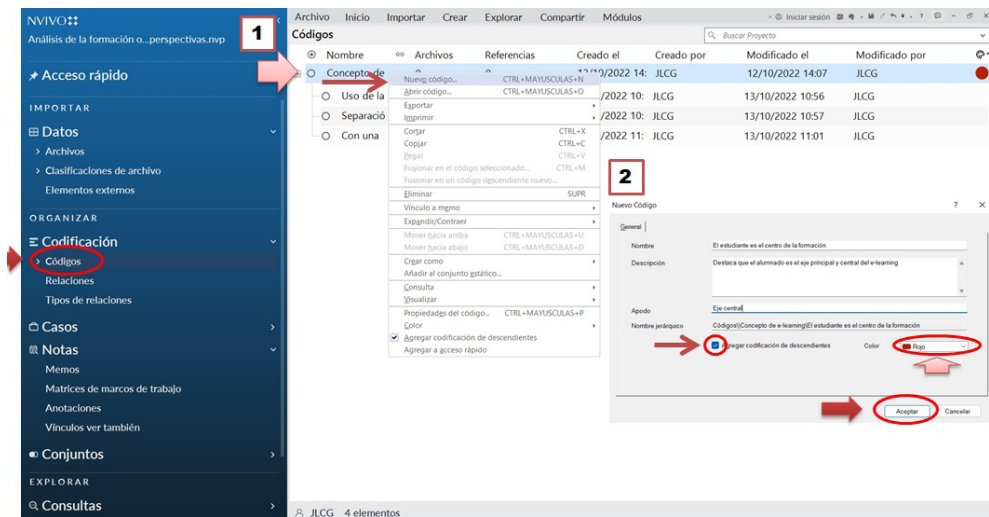 NVIVO
Análisis de la formación o...perspectivas.nvp
1
Acceso rápido
IMPORTAR
Datos
Archivos
Clasificaciones de archivo
Elementos externos
ORGANIZAR
Codificación
Códigos
Relaciones
Tipos de relaciones
Casos
Notas
Memos
Matrices de marcos de trabajo
Anotaciones
Vínculos ver también
Conjuntos
EXPLORAR
Consultas
Archivo Inicio Importar Crear Explorar Compartir Módulos Iniciar sesión
Códigos Buscar Proyecto
Nombre Archivos Referencias Creado el Creado por Modificado el Modificado por
Concepto de 0 0 12/10/2022 14: JLCG 12/10/2022 14:07 JLCG
Uso de la /2022 10: JLCG 13/10/2022 10:56 JLCG
Separació /2022 10: JLCG 13/10/2022 10:57 JLCG
Con una /2022 11: JLCG 13/10/2022 11:01 JLCG
Nuevo código... CTRL+MAYUSCULAS+N
Abrir código... CTRL+MAYUSCULAS+O
Exportar
Imprimir
Cortar CTRL+X
Copiar CTRL+C
Pegar CTRL+V
Fusionar en el código seleccionado... CTRL+M
Fusionar en un código descendiente nuevo...
Eliminar SUPR
Vínculo a memo
Expandir/Contraer
Mover hacia arriba CTRL+MAYUSCULAS+U
Mover hacia abajo CTRL+MAYUSCULAS+D
Crear como
Añadir al conjunto estático...
Consulta
Visualizar
Propiedades del código... CTRL+MAYUSCULAS+P
Color
Agregar codificación de descendientes
Agregar a acceso rápido
2
Nuevo Código
General
Nombre El estudiante es el centro de la formación
Descripción Destaca que el alumnado es el eje principal y central del e-learning
Apodo Eje central
Nombre jerárquico Códigos\\Concepto de e-learning\El estudiante es el centro de la formación
Agregar codificación de descendientes Color Rojo
Aceptar Cancelar
JLCG 4 elementos